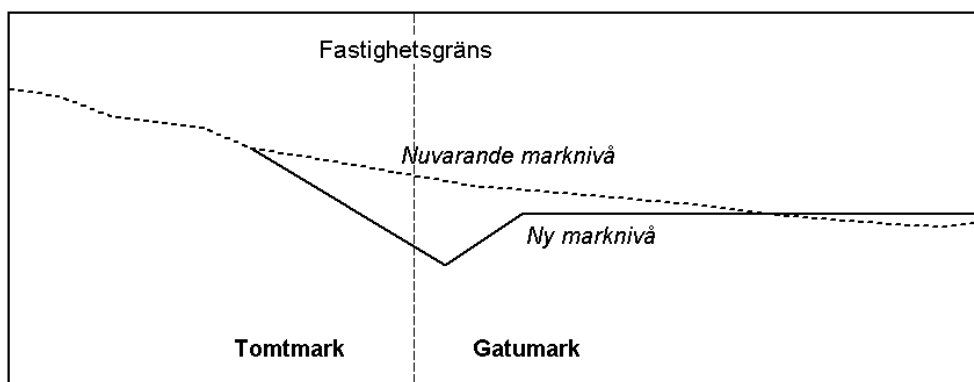 Fastighetsgräns
Nuvarande marknivå
Ny marknivå
Tomtmark
Gatumark